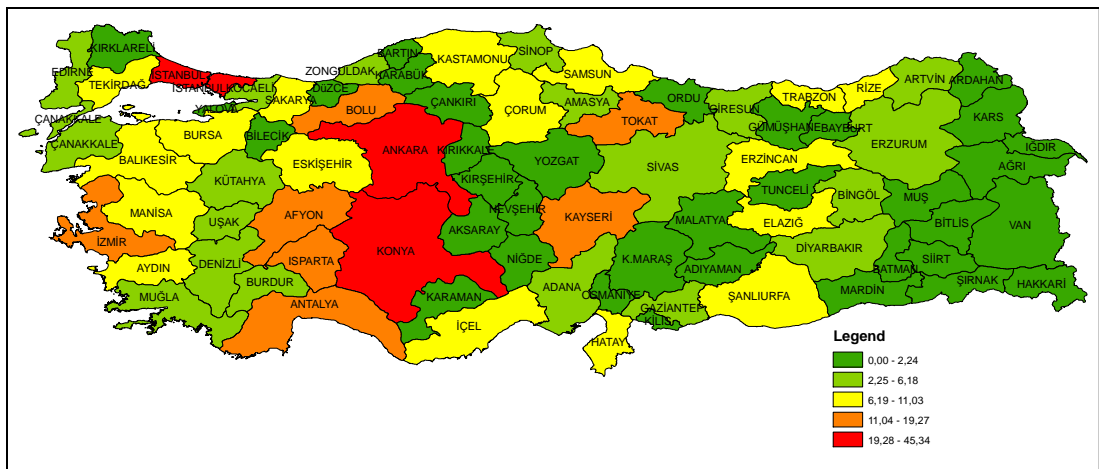 KIRKLARELİ
EDİRNE
TEKİRDAĞ
İSTANBUL
İSTANBUL
KOCAELİ
YALOVA
SAKARYA
DÜZCE
ZONGULDAK
BARTIN
KARABÜK
KASTAMONU
SİNOP
SAMSUN
ÇANAKKALE
ÇANAKKALE
BURSA
BİLECİK
BOLU
ÇANKIRI
ÇORUM
AMASYA
TOKAT
ORDU
GİRESUN
TRABZON
RİZE
ARTVİN
ARDAHAN
KARS
GÜMÜŞHANE
BAYBURT
ERZURUM
IĞDIR
AĞRI
BALIKESİR
KÜTAHYA
ESKİŞEHİR
ANKARA
KIRIKKALE
YOZGAT
SİVAS
ERZİNCAN
TUNCELİ
BİNGÖL
MUŞ
BİTLİS
VAN
MANİSA
UŞAK
AFYON
KIRŞEHİR
NEVŞEHİR
KAYSERİ
MALATYA
ELAZIĞ
İZMİR
AYDIN
DENİZLİ
ISPARTA
KONYA
AKSARAY
NİĞDE
K.MARAŞ
ADIYAMAN
DİYARBAKIR
BATMAN
SİİRT
ŞIRNAK
HAKKARİ
MUĞLA
BURDUR
ANTALYA
KARAMAN
İÇEL
ADANA
OSMANİYE
GAZİANTEP
KİLİS
HATAY
ŞANLIURFA
MARDİN
Legend
0,00 - 2,24
2,25 - 6,18
6,19 - 11,03
11,04 - 19,27
19,28 - 45,34